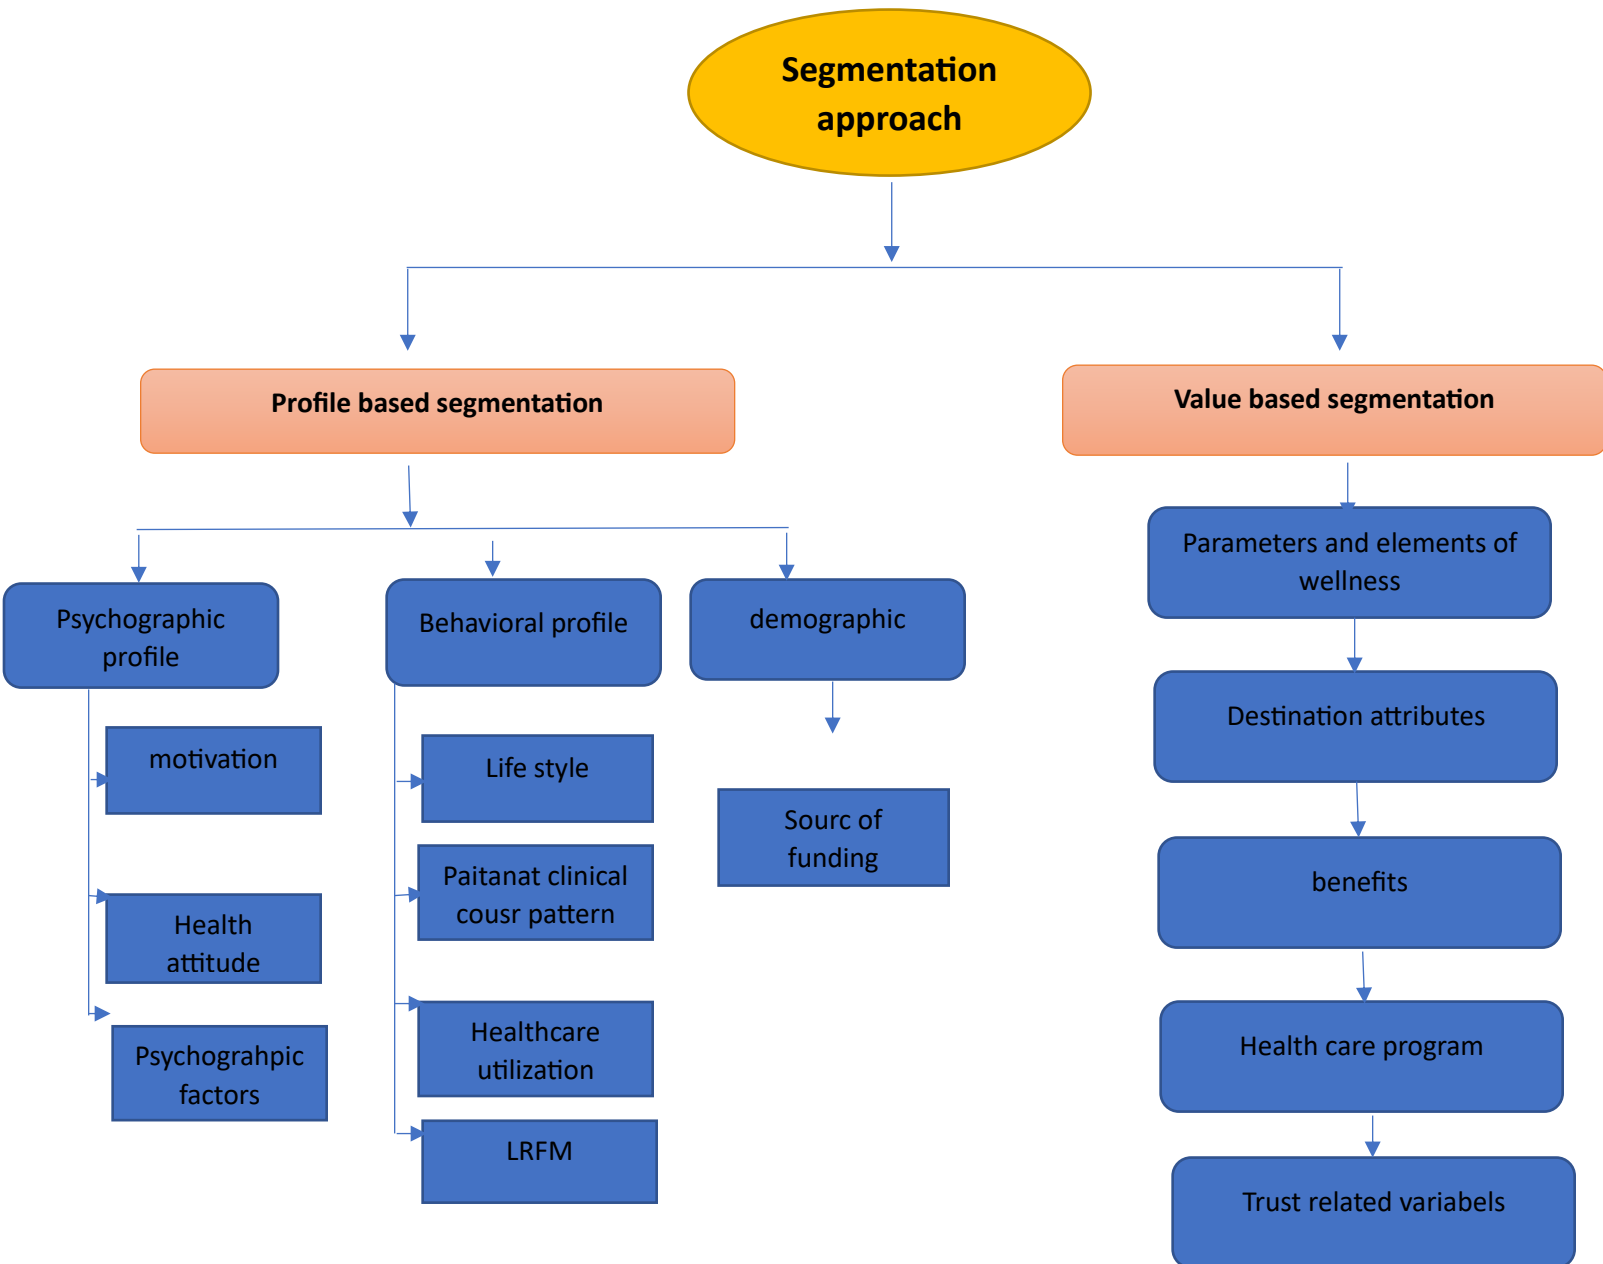 Segmentation
approach
Profile based segmentation
Value based segmentation
Parameters and elements of
wellness
Psychographic
profile
Behavioral profile
demographic
Destination attributes
motivation
Life style
Sourc of
funding
Paitanat clinical
cousr pattern
benefits
Health
attitude
Healthcare
utilization
Health care program
Psychograhpic
factors
LRFM
Trust related variabels